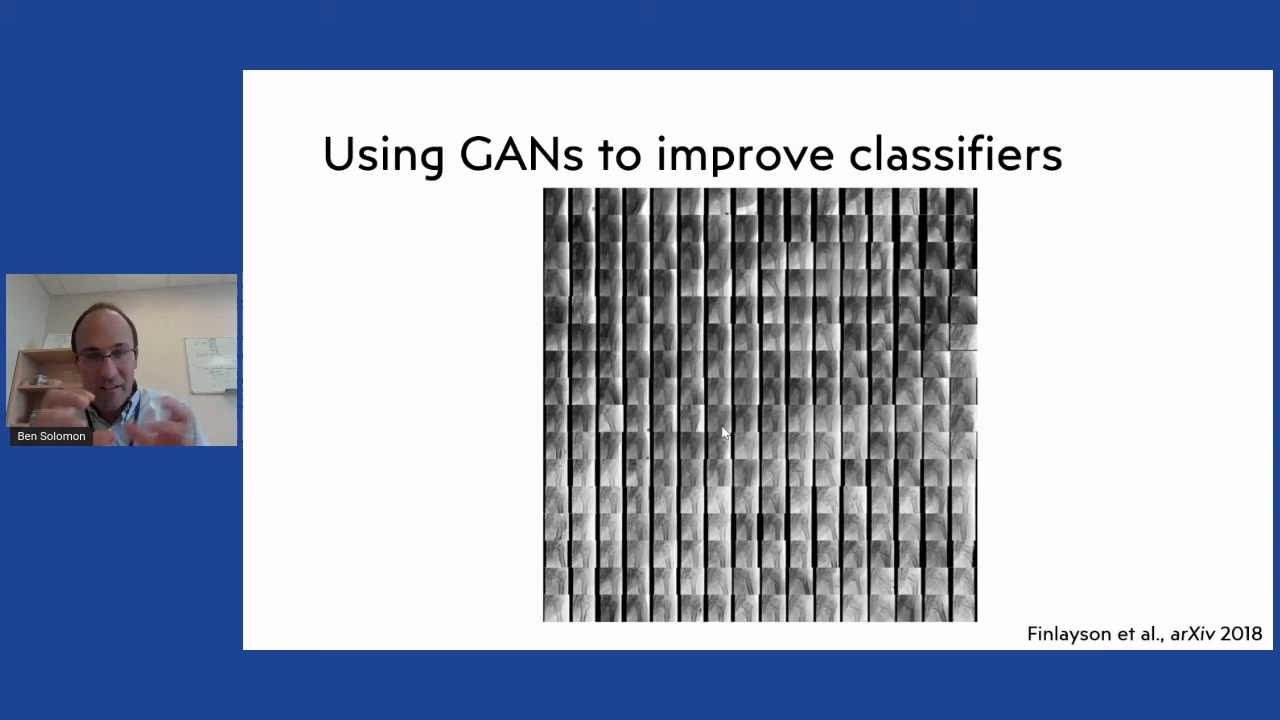 Using GANs to improve classifiers
Ben Solomon
Finlayson et al., arXiv 2018